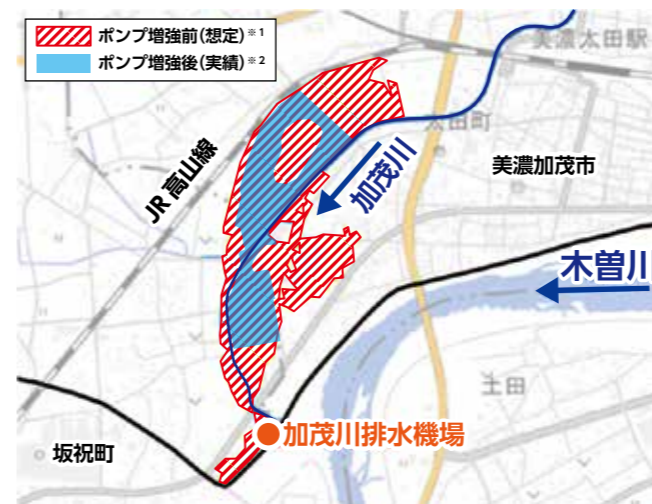 ポンプ増強前(想定)※1
ポンプ増強後(実績)※2
美濃太田駅
太田町
美濃加茂市
JR高山線
加茂川
木曽川
土田
加茂川排水機場
坂祝町